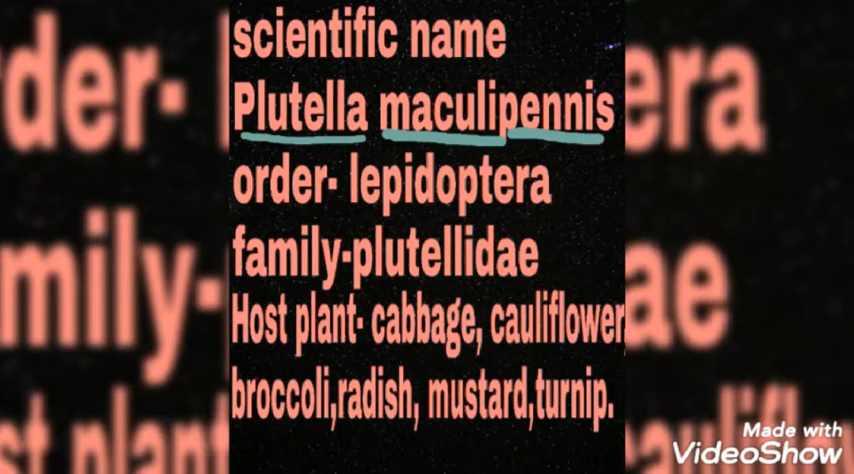 scientific name
Plutella maculipennis
order- lepidoptera
family-plutellidae
Host plant- cabbage, cauliflower,
broccoli,radish, mustard,turnip.
Made with
VideoShow